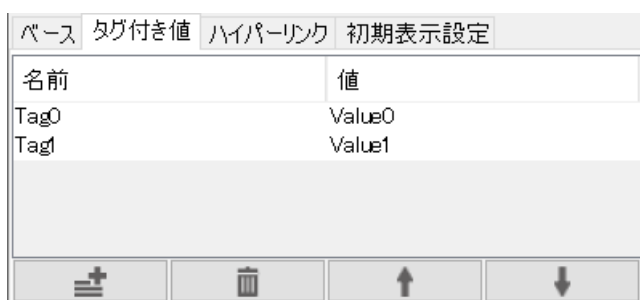 ベース タグ付き値 ハイパーリンク 初期表示設定
名前 値
Tag0 Value0
Tag1 Value1